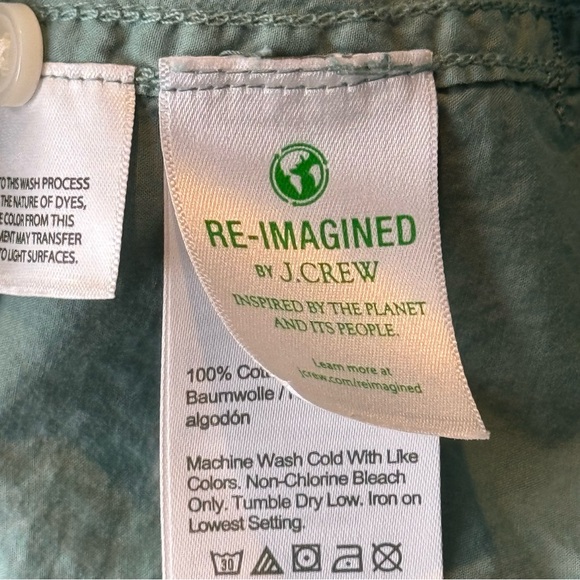 TO THIS WASH PROCESS
THE NATURE OF DYES,
COLOR FROM THIS
MAY TRANSFER
TO LIGHT SURFACES.
RE-IMAGINED
BY J.CREW
INSPIRED BY THE PLANET
AND ITS PEOPLE.
Learn more at
jcrew.com/reimagined
100%
Baumwolle /
algodón
Machine Wash Cold With Like
Colors. Non-Chlorine Bleach
Only. Tumble Dry Low. Iron on
Lowest Setting.
30